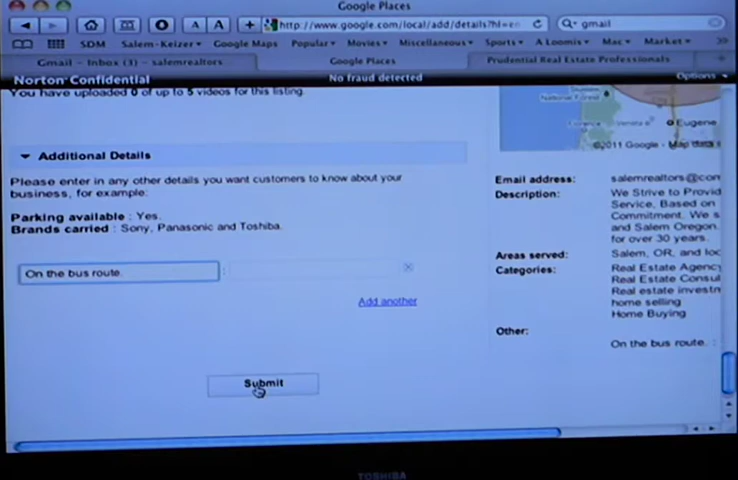 Google Places
A A + http://www.google.com/local/add/details?hl=en gmail
SDM Salem-Keizer Google Maps Popular Movies Miscellaneous Sports A Loomis Mac Market
Gmail - Inbox (3) - salemrealtors Google Places Prudential Real Estate Professionals
Norton Confidential No fraud detected Options
You have uploaded 0 of up to 5 videos for this listing.
Additional Details
Please enter in any other details you want customers to know about your
business, for example:
Parking available : Yes.
Brands carried : Sony, Panasonic and Toshiba.
On the bus route. :
Add another
Submit
National Forest
Eugene
©2011 Google - Map data
Email address: salemrealtors@com
Description: We Strive to Provid
Service, Based on
Commitment. We s
and Salem Oregon.
for over 30 years.
Areas served: Salem, OR, and loc
Categories: Real Estate Agency
Real Estate Consul
Real estate investm
home selling
Home Buying
Other:
On the bus route. :
TOSHIBA